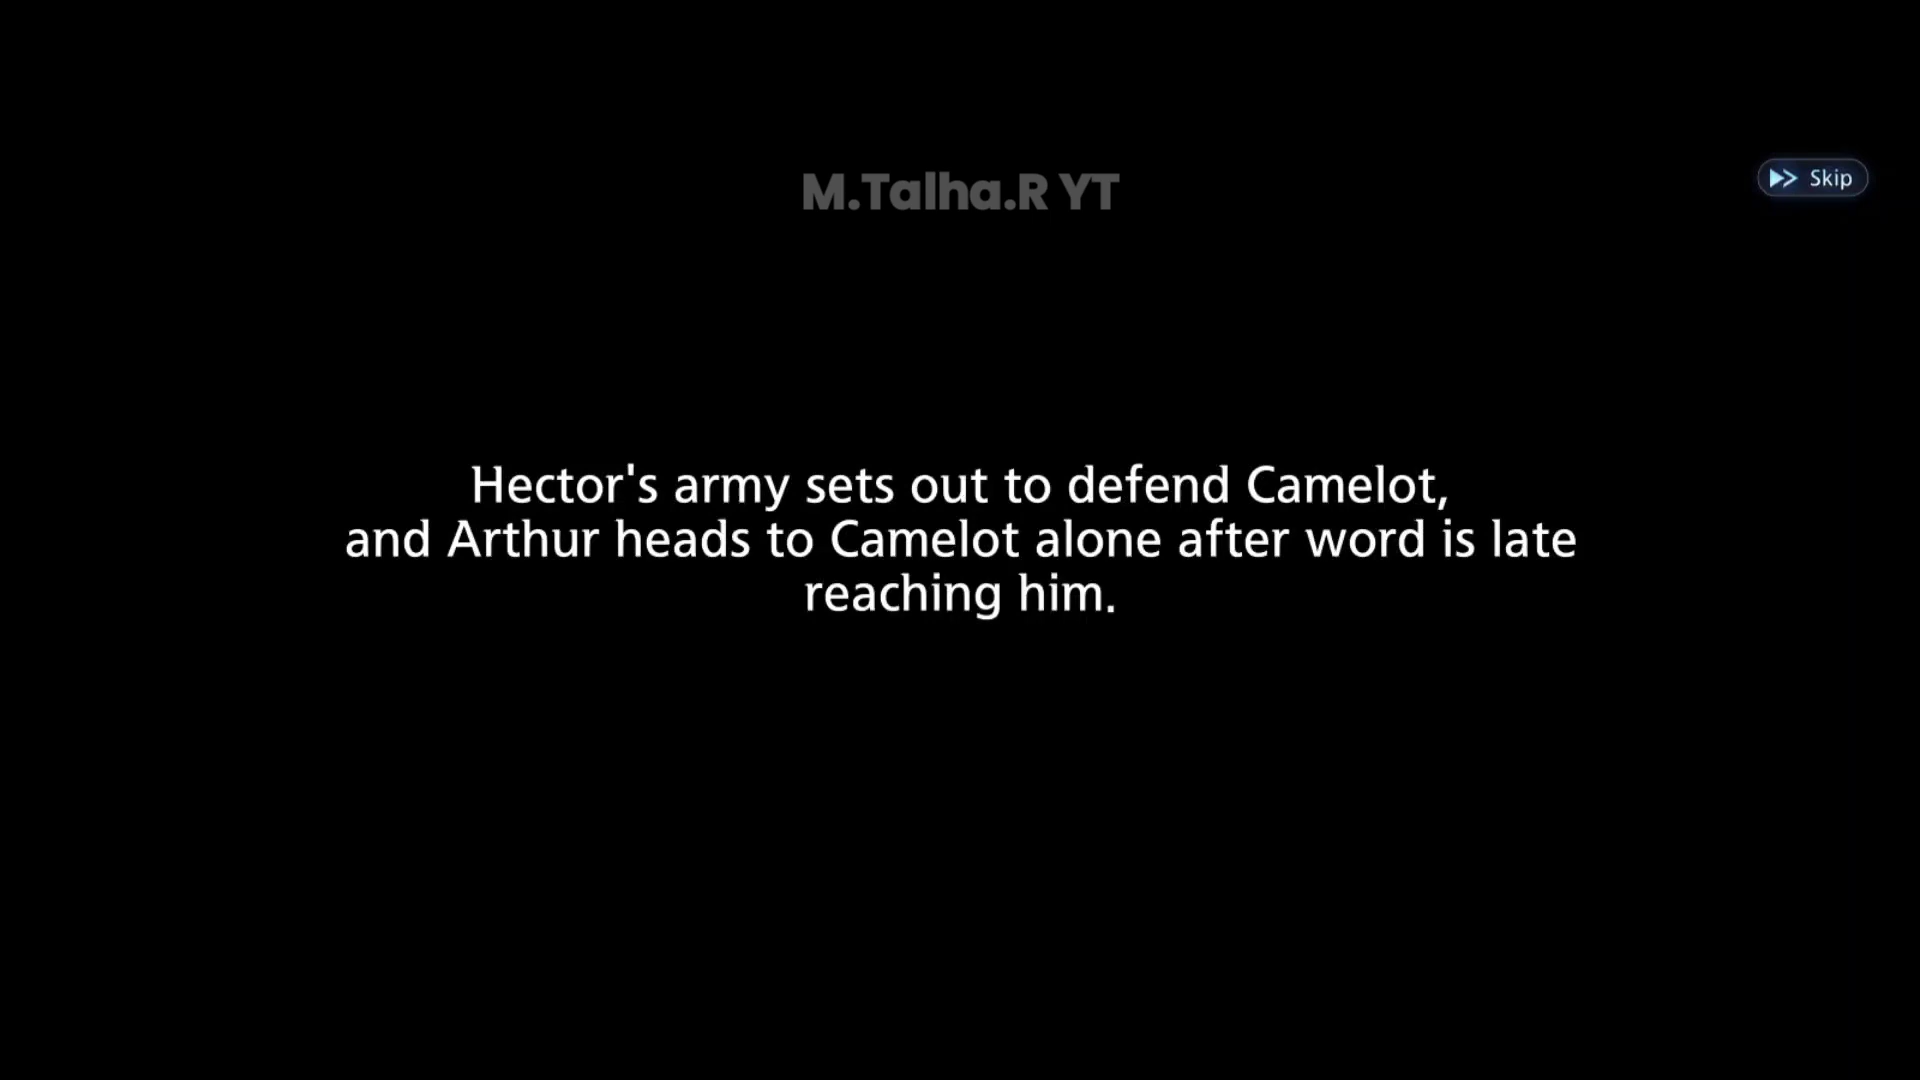 M.Talha.R YT
Skip
Hector's army sets out to defend Camelot,
and Arthur heads to Camelot alone after word is late
reaching him.